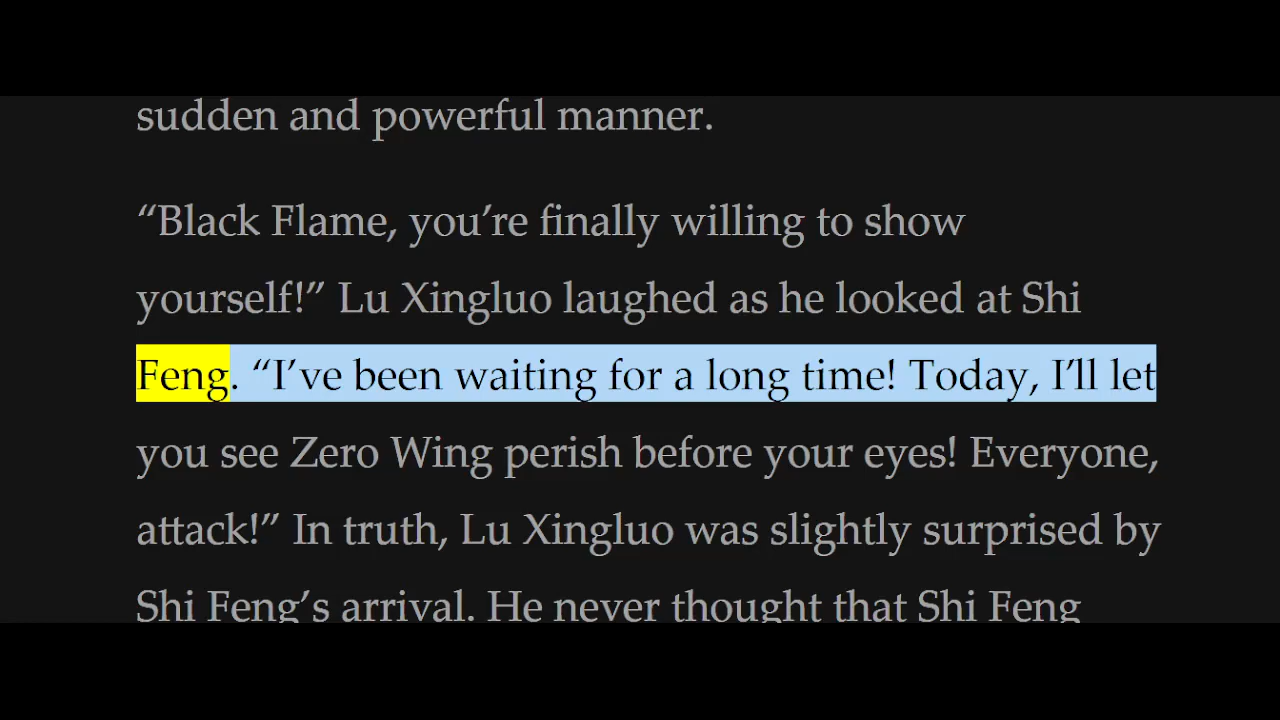 sudden and powerful manner.
“Black Flame, you’re finally willing to show
yourself!” Lu Xingluo laughed as he looked at Shi
Feng. “I’ve been waiting for a long time! Today, I’ll let
you see Zero Wing perish before your eyes! Everyone,
attack!” In truth, Lu Xingluo was slightly surprised by
Shi Feng’s arrival. He never thought that Shi Feng